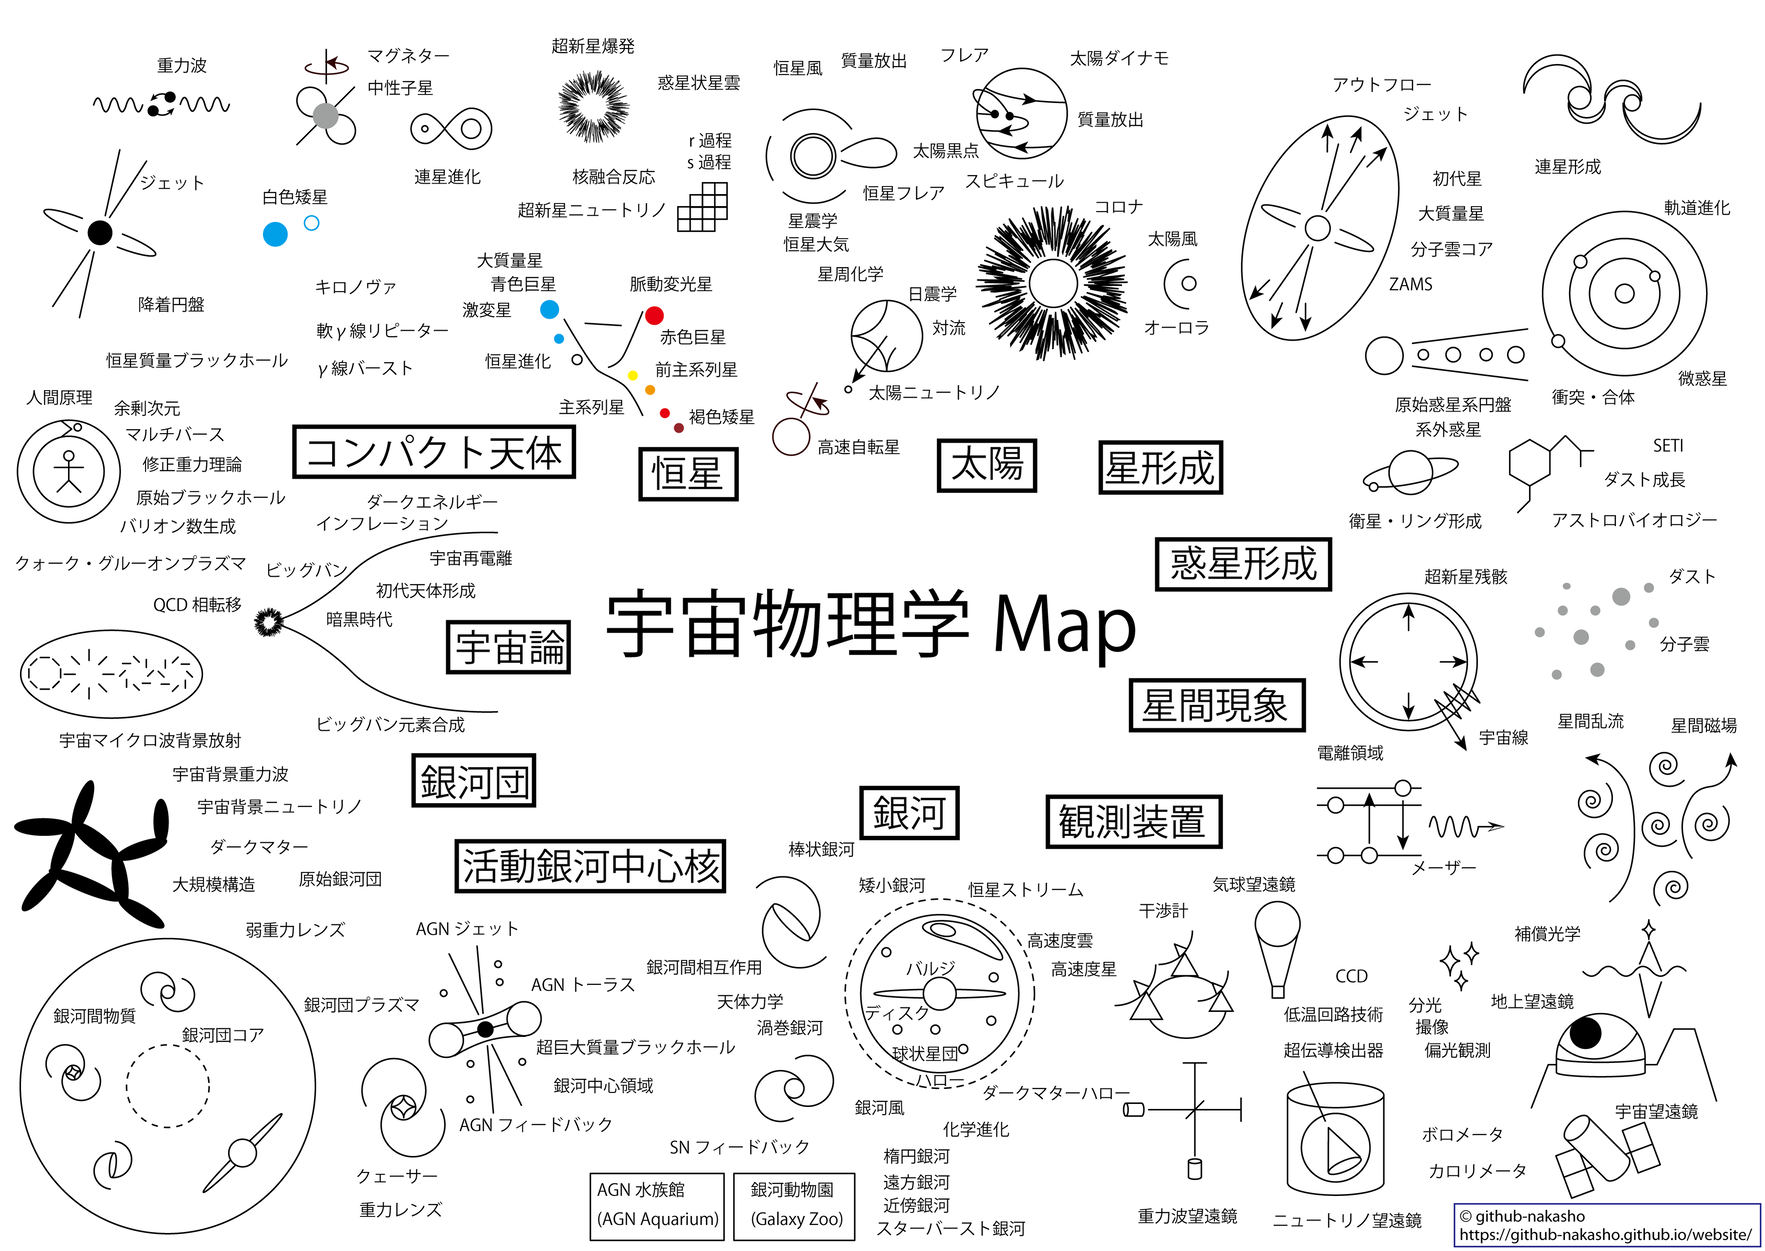 宇宙物理学 Map
コンパクト天体
重力波
マグネター
中性子星
連星進化
ジェット
白色矮星
降着円盤
キロノヴァ
軟γ線リピーター
恒星質量ブラックホール
γ線バースト
恒星
超新星爆発
惑星状星雲
r 過程
s 過程
核融合反応
超新星ニュートリノ
大質量星
青色巨星
激変星
脈動変光星
赤色巨星
恒星進化
前主系列星
主系列星
褐色矮星
恒星風
質量放出
恒星フレア
星震学
恒星大気
星周化学
高速自転星
太陽
フレア
太陽ダイナモ
質量放出
太陽黒点
スピキュール
コロナ
太陽風
オーロラ
日震学
対流
太陽ニュートリノ
星形成
アウトフロー
ジェット
連星形成
初代星
大質量星
分子雲コア
ZAMS
惑星形成
軌道進化
微惑星
衝突・合体
原始惑星系円盤
系外惑星
SETI
ダスト成長
アストロバイオロジー
衛星・リング形成
星間現象
超新星残骸
ダスト
分子雲
宇宙線
星間乱流
星間磁場
電離領域
メーザー
宇宙論
人間原理
余剰次元
マルチバース
修正重力理論
原始ブラックホール
バリオン数生成
クォーク・グルーオンプラズマ
QCD 相転移
ダークエネルギー
インフレーション
ビッグバン
宇宙再電離
初代天体形成
暗黒時代
ビッグバン元素合成
宇宙マイクロ波背景放射
宇宙背景重力波
宇宙背景ニュートリノ
ダークマター
大規模構造
銀河団
原始銀河団
弱重力レンズ
銀河間物質
銀河団コア
銀河団プラズマ
活動銀河中心核
AGN ジェット
AGN トーラス
超巨大質量ブラックホール
銀河中心領域
AGN フィードバック
クェーサー
重力レンズ
銀河
棒状銀河
矮小銀河
恒星ストリーム
高速度雲
高速度星
銀河間相互作用
天体力学
渦巻銀河
バルジ
ディスク
球状星団
ハロー
ダークマターハロー
銀河風
化学進化
SN フィードバック
楕円銀河
遠方銀河
近傍銀河
スターバースト銀河
AGN 水族館
(AGN Aquarium)
銀河動物園
(Galaxy Zoo)
観測装置
気球望遠鏡
干渉計
CCD
低温回路技術
超伝導検出器
補償光学
分光
撮像
偏光観測
地上望遠鏡
宇宙望遠鏡
ボロメータ
カロリメータ
重力波望遠鏡
ニュートリノ望遠鏡
© github-nakasho
https://github-nakasho.github.io/website/